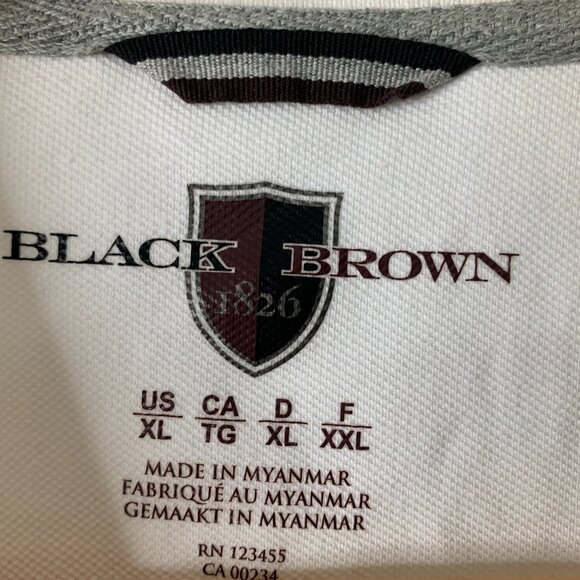 BLACK BROWN
1826
US CA D F
XL TG XL XXL
MADE IN MYANMAR
FABRIQUÉ AU MYANMAR
GEMAAKT IN MYANMAR
RN 123455
CA 00234